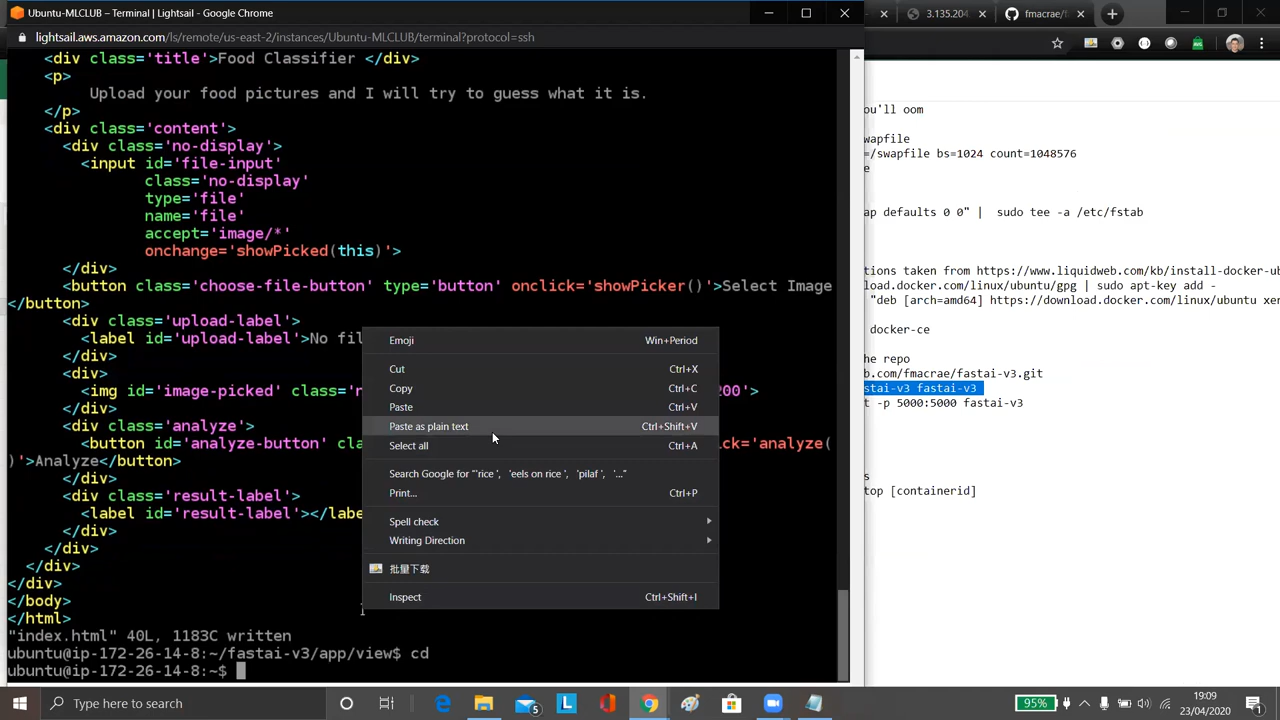 Ubuntu-MLCLUB – Terminal | Lightsail - Google Chrome
3.135.204
fmacrae/fastai-v3
lightsail.aws.amazon.com/ls/remote/us-east-2/instances/Ubuntu-MLCLUB/terminal?protocol=ssh
<div class='title'>Food Classifier </div>
<p>
Upload your food pictures and I will try to guess what it is.
</p>
<div class='content'>
<div class='no-display'>
<input id='file-input'
class='no-display'
type='file'
name='file'
accept='image/*'
onchange='showPicked(this)'>
</div>
<button class='choose-file-button' type='button' onclick='showPicker()'>Select Image
</button>
<div class='upload-label'>
<label id='upload-label'>No fil
</div>
<div>
<img id='image-picked' class='
200'>
</div>
<div class='analyze'>
<button id='analyze-button'
ick='analyze(
)'>Analyze</button>
</div>
<div class='result-label'>
<label id='result-label'></labe
</div>
</div>
</div>
</div>
</body>
</html>
"index.html" 40L, 1183C written
ubuntu@ip-172-26-14-8:~/fastai-v3/app/view$ cd
ubuntu@ip-172-26-14-8:~$
Emoji Win+Period
Cut Ctrl+X
Copy Ctrl+C
Paste Ctrl+V
Paste as plain text Ctrl+Shift+V
Select all Ctrl+A
Search Google for "'rice ', 'eels on rice ', 'pilaf ', '..."
Print... Ctrl+P
Spell check
Writing Direction
批量下载
Inspect Ctrl+Shift+I
ou'll oom
wapfile
=/swapfile bs=1024 count=1048576
e
ap defaults 0 0" | sudo tee -a /etc/fstab
tions taken from https://www.liquidweb.com/kb/install-docker-ub
load.docker.com/linux/ubuntu/gpg | sudo apt-key add -
"deb [arch=amd64] https://download.docker.com/linux/ubuntu xen
docker-ce
he repo
b.com/fmacrae/fastai-v3.git
stai-v3 fastai-v3
t -p 5000:5000 fastai-v3
s
top [containerid]
Type here to search
5
L
95%
19:09
23/04/2020
1